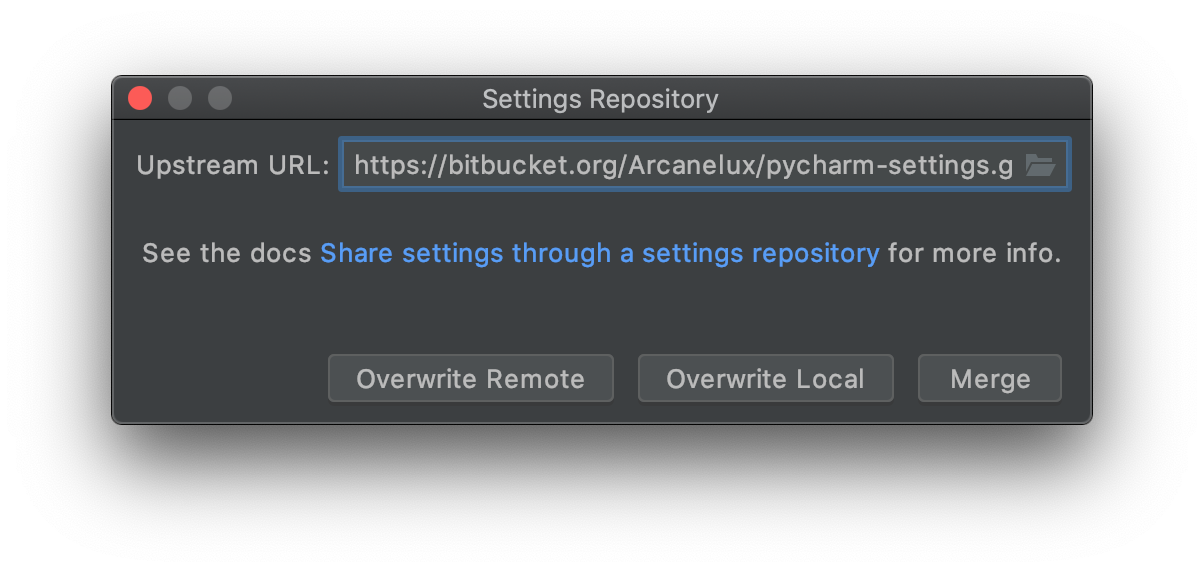 Settings Repository
Upstream URL: https://bitbucket.org/Arcanelux/pycharm-settings.g
See the docs Share settings through a settings repository for more info.
Overwrite Remote Overwrite Local Merge